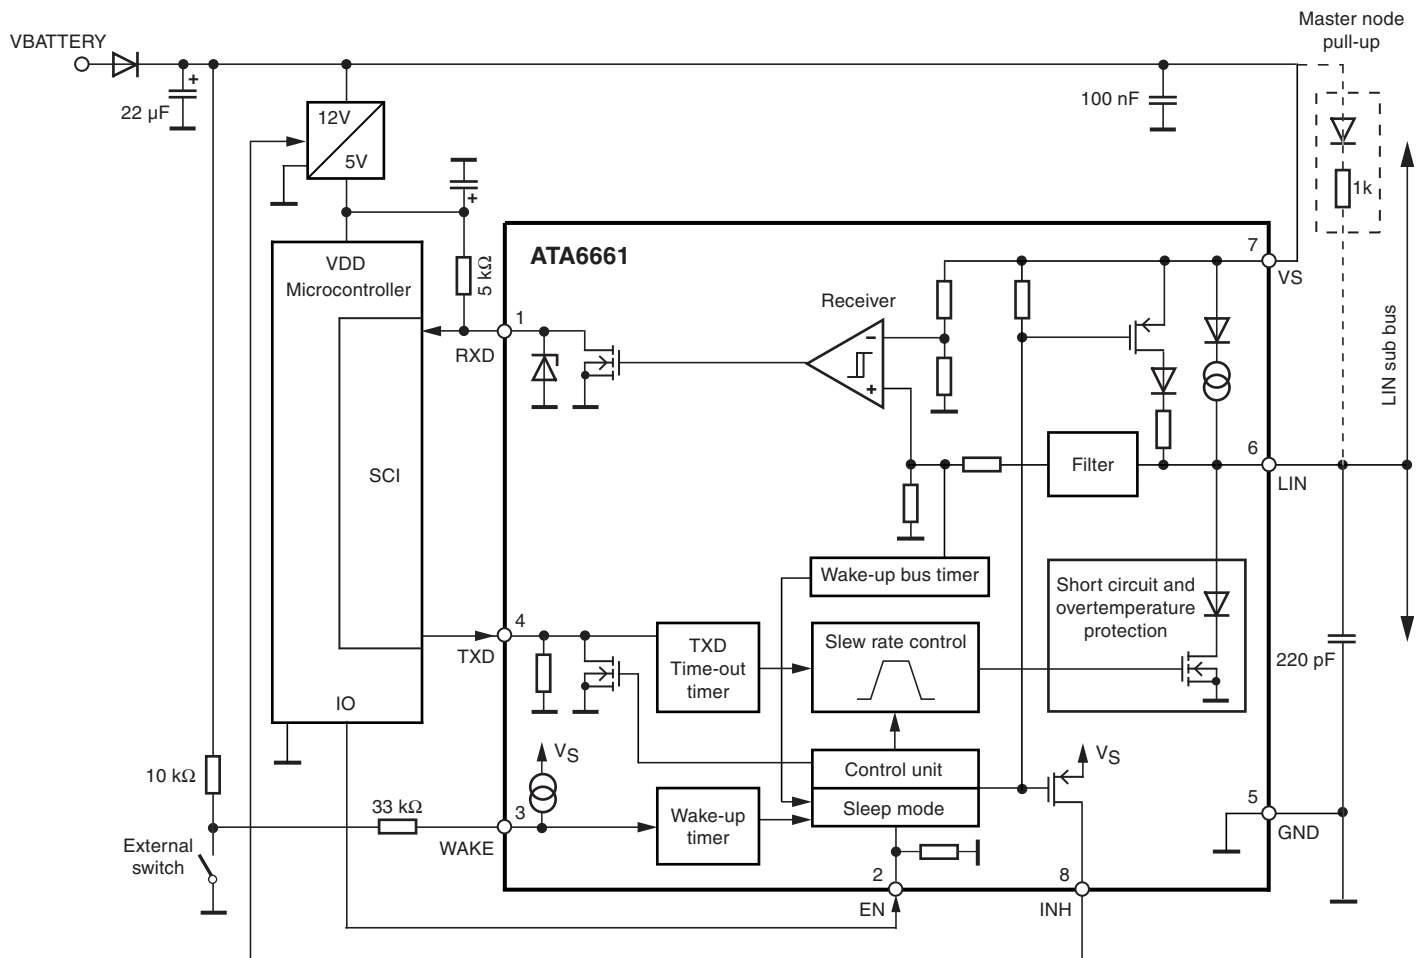 Master node
pull-up
VBATTERY
+
22 µF
12V
5V
+
100 nF
1k
LIN sub bus
VDD
Microcontroller
5 kΩ
ATA6661
7
VS
Receiver
1
RXD
-
+
SCI
Filter
6
LIN
Wake-up bus timer
Short circuit and
overtemperature
protection
4
TXD
TXD
Time-out
timer
Slew rate control
220 pF
IO
VS
10 kΩ
Control unit
Sleep mode
VS
33 kΩ
3
WAKE
Wake-up
timer
5
GND
External
switch
2
EN
8
INH